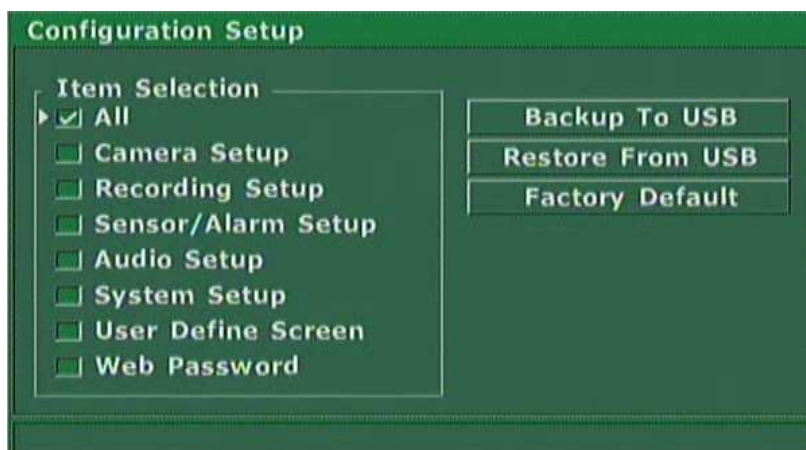 Configuration Setup
Item Selection
All
Camera Setup
Recording Setup
Sensor/Alarm Setup
Audio Setup
System Setup
User Define Screen
Web Password
Backup To USB
Restore From USB
Factory Default